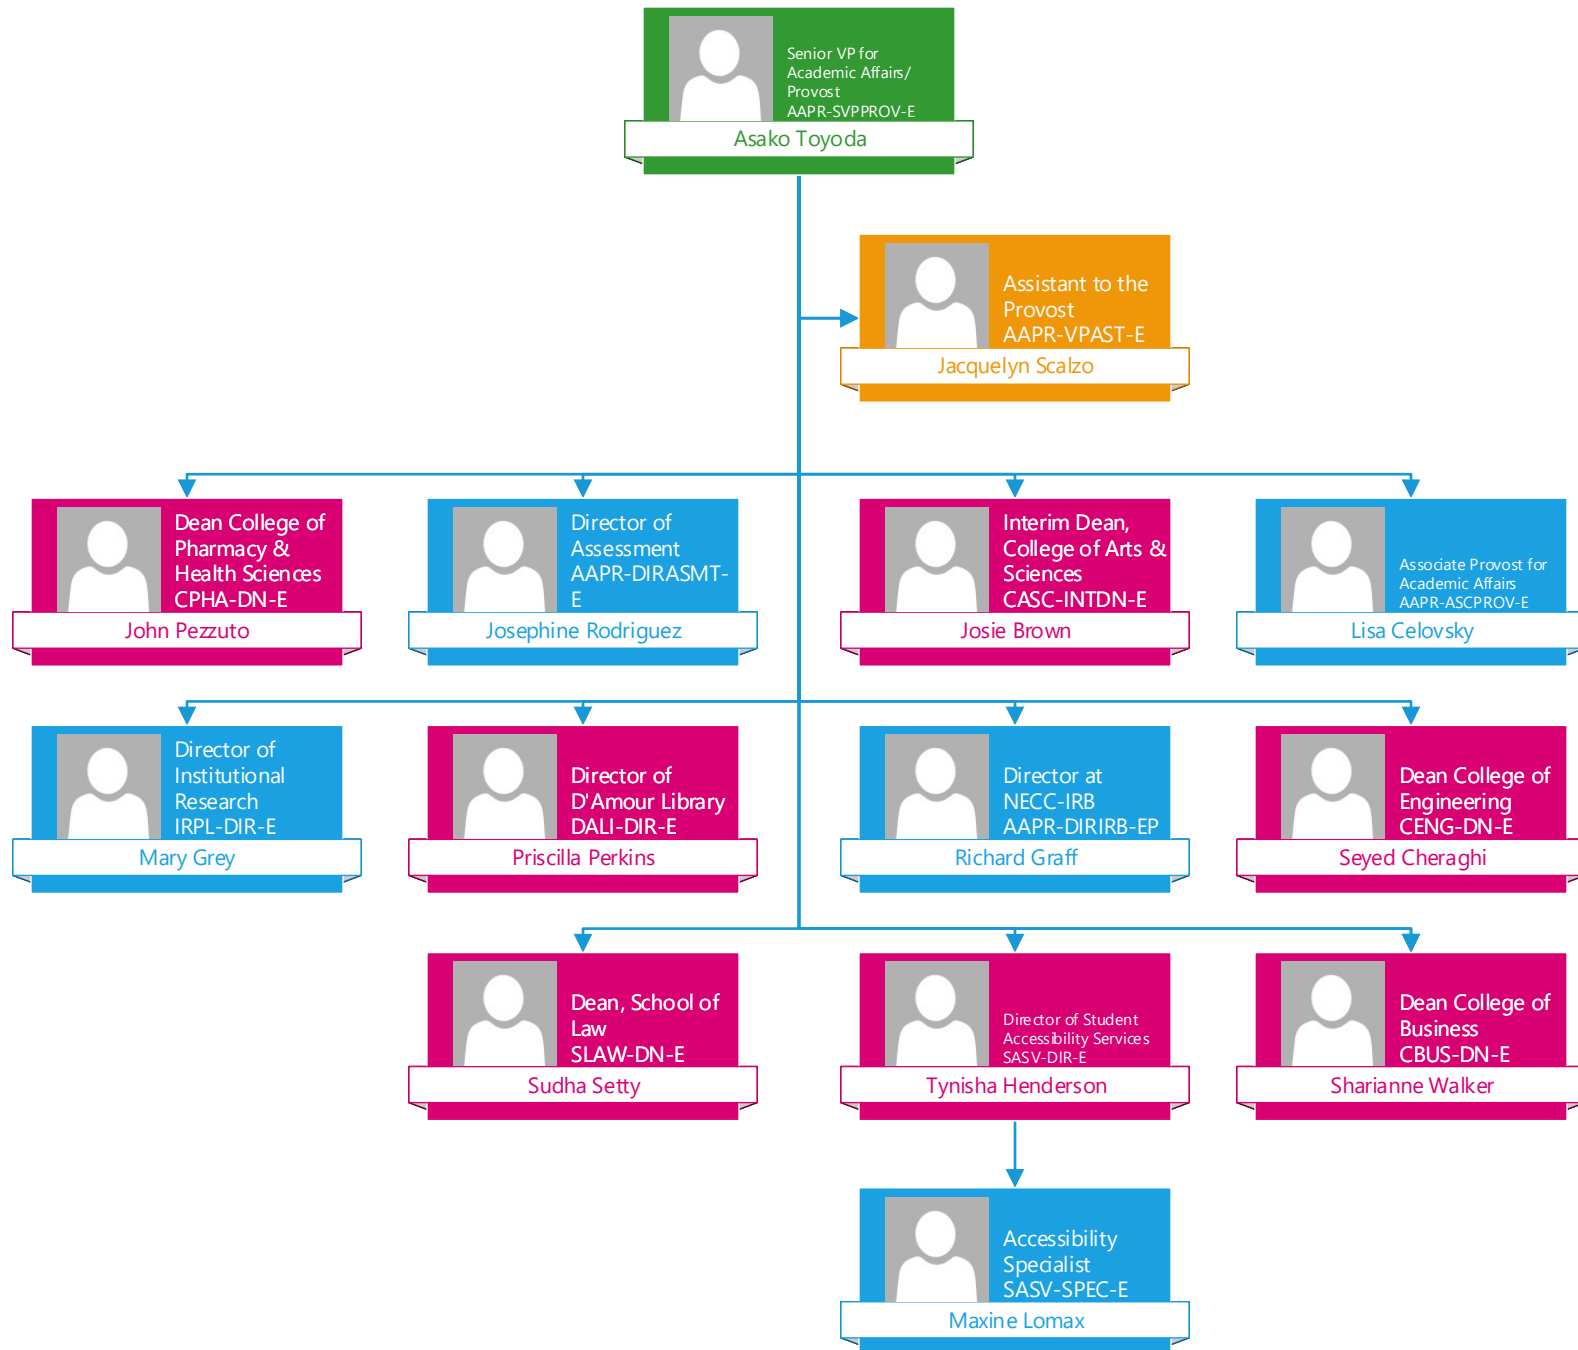 Senior VP for
Academic Affairs/
Provost
AAPR-SVPPROV-E
Asako Toyoda
Assistant to the
Provost
AAPR-VPAST-E
Jacquelyn Scalzo
Dean College of
Pharmacy &
Health Sciences
CPHA-DN-E
John Pezzuto
Director of
Assessment
AAPR-DIRASMT-
E
Josephine Rodriguez
Interim Dean,
College of Arts &
Sciences
CASC-INTDN-E
Josie Brown
Associate Provost for
Academic Affairs
AAPR-ASCPROV-E
Lisa Celovsky
Director of
Institutional
Research
IRPL-DIR-E
Mary Grey
Director of
D'Amour Library
DALI-DIR-E
Priscilla Perkins
Director at
NECC-IRB
AAPR-DIRIRB-EP
Richard Graff
Dean College of
Engineering
CENG-DN-E
Seyed Cheraghi
Dean, School of
Law
SLAW-DN-E
Sudha Setty
Director of Student
Accessibility Services
SASV-DIR-E
Tynisha Henderson
Dean College of
Business
CBUS-DN-E
Sharianne Walker
Accessibility
Specialist
SASV-SPEC-E
Maxine Lomax